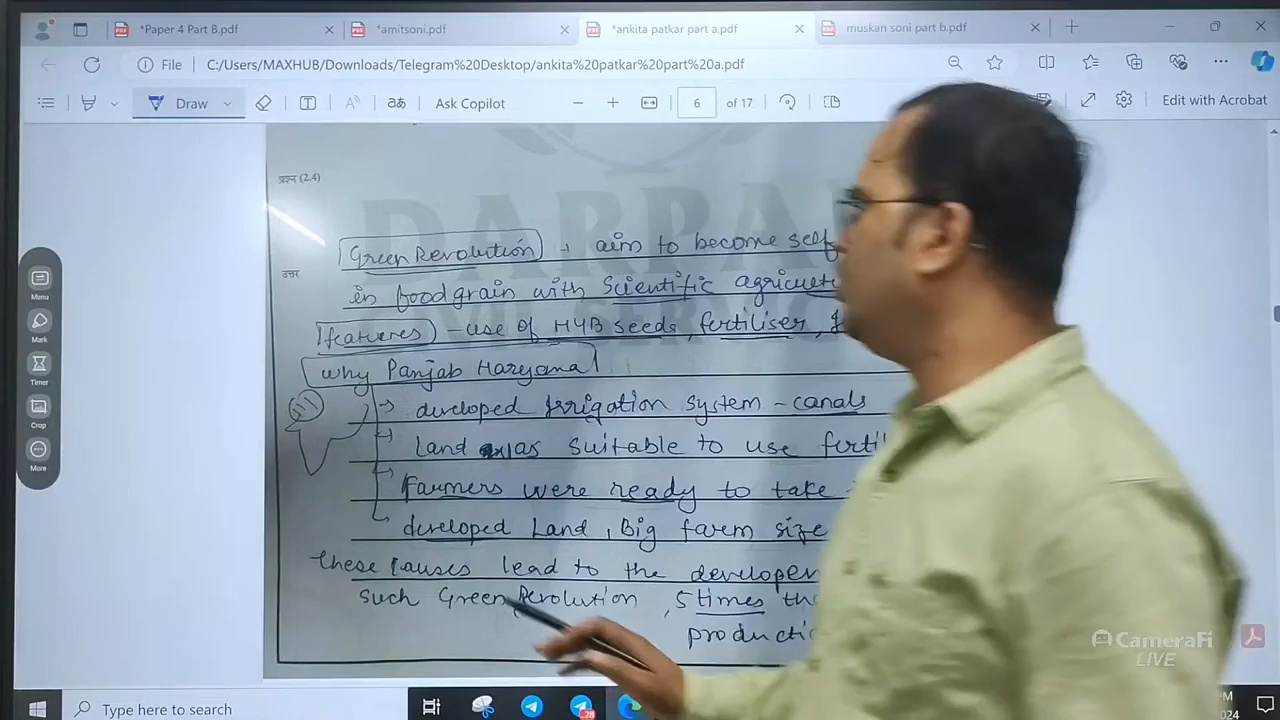 *Paper 4 Part B.pdf
*amitsoni.pdf
*ankita patkar part a.pdf
muskan soni part b.pdf
File
C:/Users/MAXHUB/Downloads/Telegram%20Desktop/ankita%20patkar%20part%20a.pdf
Draw
Ask Copilot
6 of 17
Edit with Acrobat
DARPAN
प्रश्न (2.4)
उत्तर
Green Revolution + aim to become self
in foodgrain with scientific
features - use of HYB seeds, fertiliser,
why Panjab Haryana
→ developed Irrigation system - canals
→ Land was suitable to use
→ Farmers were ready to take
developed Land, Big farm size
these causes lead to the
such Green Revolution, 5 times
Menu
Mark
Timer
Crop
More
CameraFi
LIVE
Type here to search
28